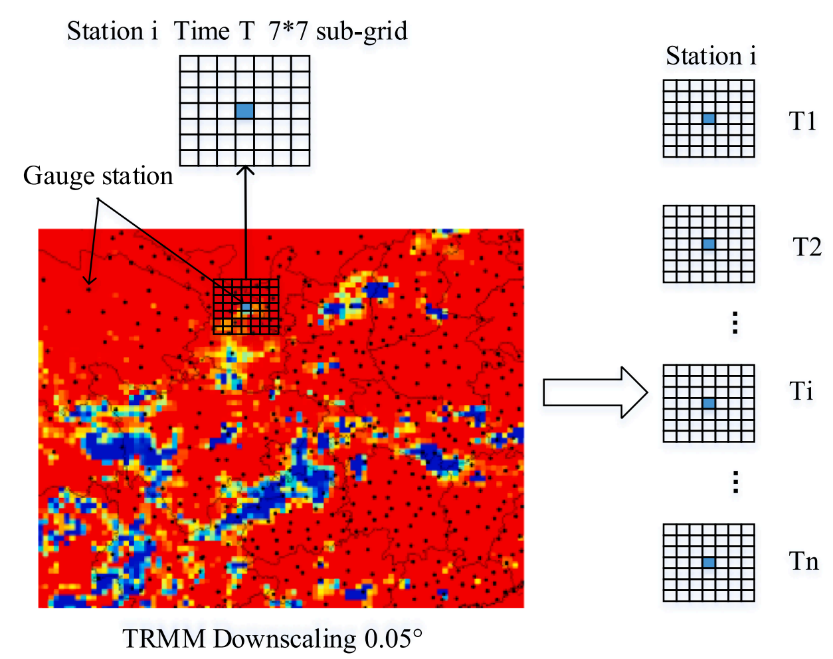 Station i Time T 7*7 sub-grid
Gauge station
TRMM Downscaling 0.05°
Station i
T1
T2
⋮
Ti
⋮
Tn